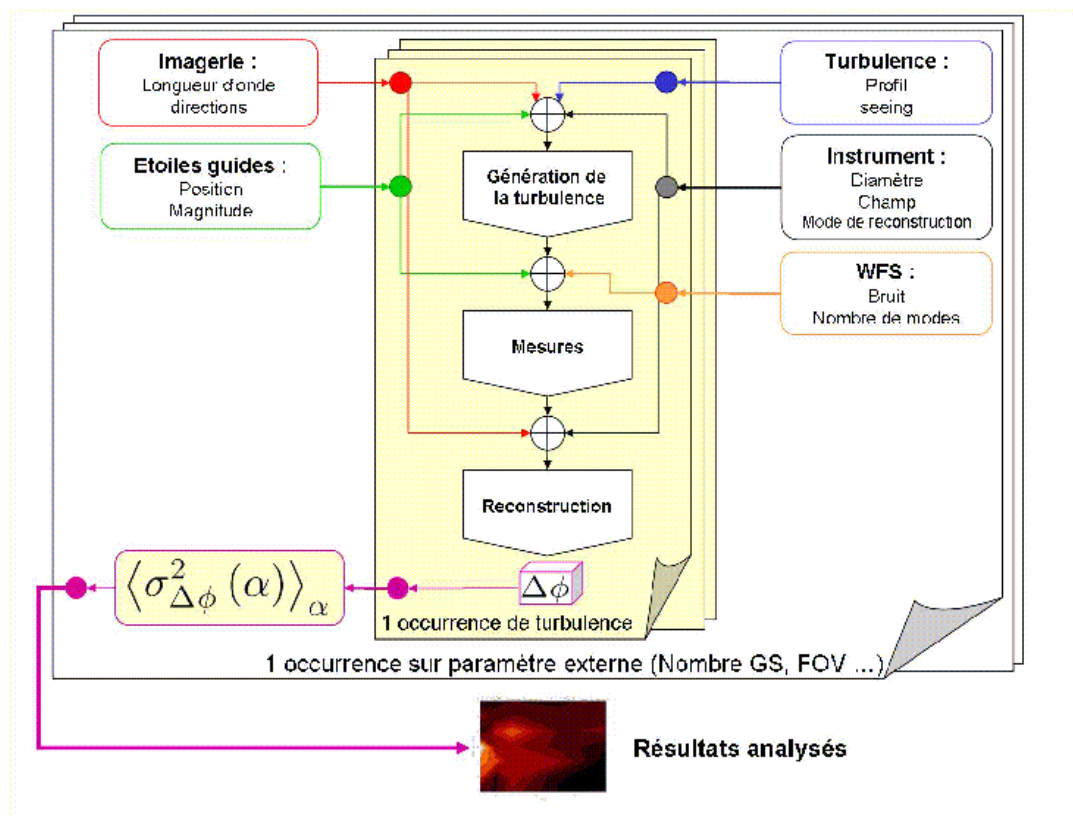 Imagerie :
Longueur d'onde
directions
Turbulence :
Profil
seeing
Etoiles guides :
Position
Magnitude
Instrument :
Diamètre
Champ
Mode de reconstruction
WFS :
Bruit
Nombre de modes
Génération de
la turbulence
Mesures
Reconstruction
Δϕ
⟨σ²_Δϕ (α)⟩_α
1 occurrence de turbulence
1 occurrence sur paramètre externe (Nombre GS, FOV ...)
Résultats analysés